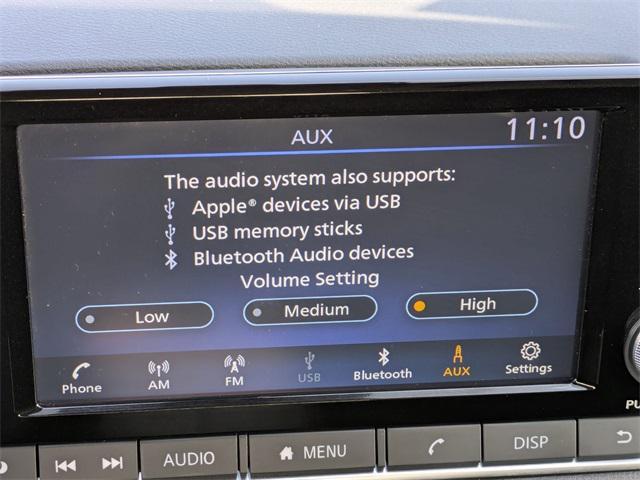 AUX
11:10
The audio system also supports:
Apple® devices via USB
USB memory sticks
Bluetooth Audio devices
Volume Setting
Low Medium High
Phone AM FM USB Bluetooth AUX Settings
AUDIO MENU DISP